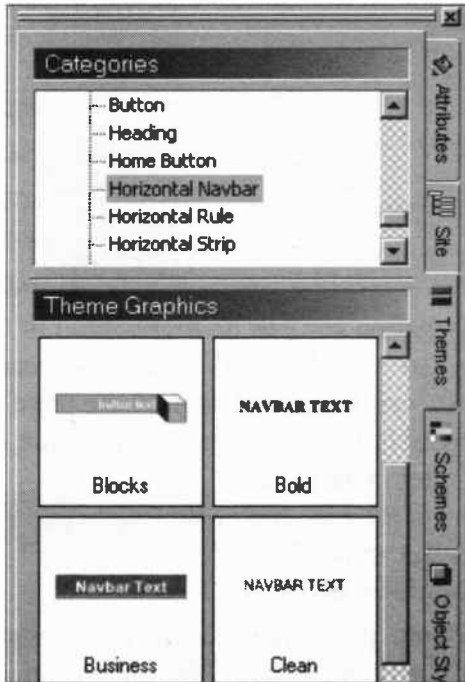 Categories
Button
Heading
Home Button
Horizontal Navbar
Horizontal Rule
Horizontal Strip
Theme Graphics
NAVBAR TEXT
Blocks
Bold
Navbar Text
NAVBAR TEXT
Business
Clean
Attributes
Site
Themes
Schemes
Object Sty